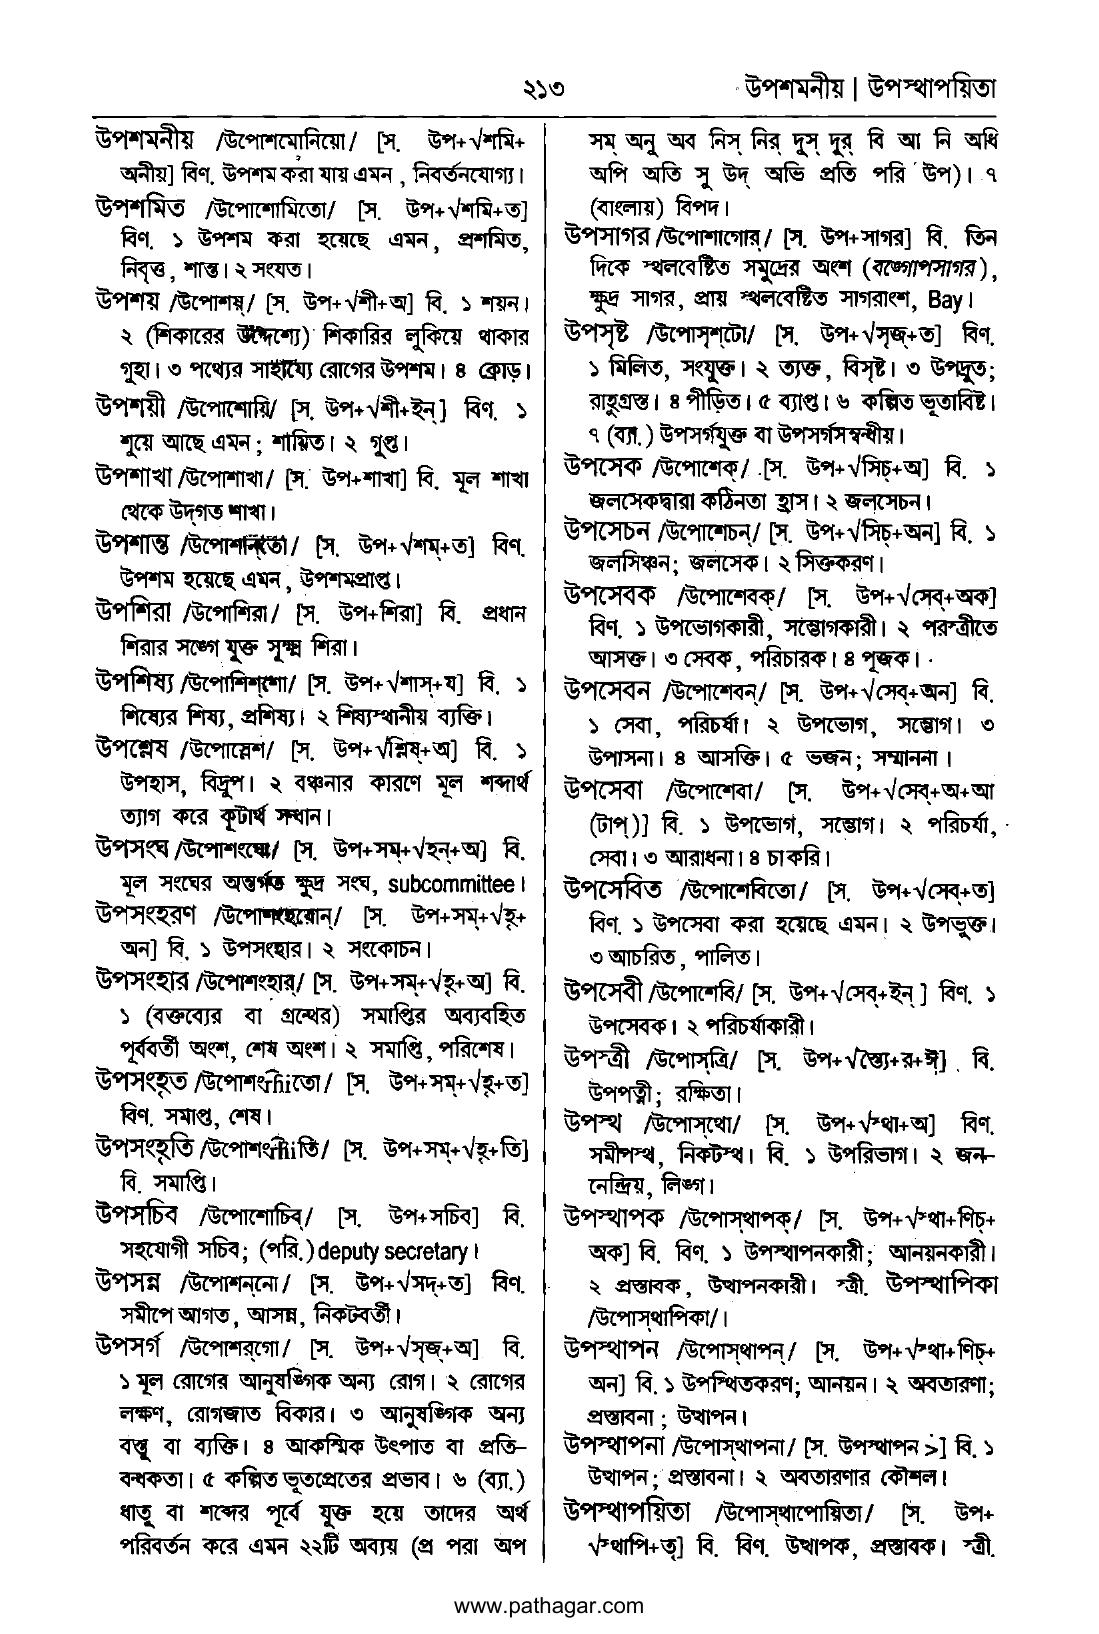 ২১৩
উপশমনীয় | উপস্থাপয়িতা
উপশমনীয় /উপোশমোনিয়ো/ [স. উপ+√শমি+
অনীয়] বিণ. উপশম করা যায় এমন, নিবর্তনযোগ্য।
উপশমিত /উপোশোমিতো/ [স. উপ+√শমি+ত]
বিণ. ১ উপশম করা হয়েছে এমন, প্রশমিত,
নিবৃত্ত, শান্ত। ২ সংযত।
উপশয় /উপোশয়্/ [স. উপ+√শী+অ] বি. ১ শয়ন।
২ (শিকারের উদ্দেশ্যে) শিকারির লুকিয়ে থাকার
গুহা। ৩ পথ্যের সাহায্যে রোগের উপশম। ৪ ক্রোড়।
উপশয়ী /উপোশোয়ি/ [স. উপ+√শী+ইন্] বিণ. ১
শুয়ে আছে এমন; শায়িত। ২ গুপ্ত।
উপশাখা /উপোশাখা/ [স. উপ+শাখা] বি. মূল শাখা
থেকে উদ্‌গত শাখা।
উপশান্ত /উপোশান্‌তো/ [স. উপ+√শম্+ত] বিণ.
উপশম হয়েছে এমন, উপশমপ্রাপ্ত।
উপশিরা /উপোশিরা/ [স. উপ+শিরা] বি. প্রধান
শিরার সঙ্গে যুক্ত সূক্ষ্ম শিরা।
উপশিষ্য /উপোশিশ্‌শো/ [স. উপ+√শাস্+য] বি. ১
শিষ্যের শিষ্য, প্রশিষ্য। ২ শিষ্যস্থানীয় ব্যক্তি।
উপশ্লেষ /উপোস্লেশ/ [স. উপ+√শ্লিষ্+অ] বি. ১
উপহাস, বিদ্রুপ। ২ বঞ্চনার কারণে মূল শব্দার্থ
ত্যাগ করে কূটার্থ সন্ধান।
উপসংঘ /উপোশংঘো/ [স. উপ+সম্+√হন্+অ] বি.
মূল সংঘের অন্তর্গত ক্ষুদ্র সংঘ, subcommittee।
উপসংহরণ /উপোশংহরোন্/ [স. উপ+সম্+√হৃ+
অন] বি. ১ উপসংহার। ২ সংকোচন।
উপসংহার /উপোশংহার্/ [স. উপ+সম্+√হৃ+অ] বি.
১ (বক্তব্যের বা গ্রন্থের) সমাপ্তির অব্যবহিত
পূর্ববর্তী অংশ, শেষ অংশ। ২ সমাপ্তি, পরিশেষ।
উপসংহৃত /উপোশংrhiতো/ [স. উপ+সম্+√হৃ+ত]
বিণ. সমাপ্ত, শেষ।
উপসংহৃতি /উপোশংrhiতি/ [স. উপ+সম্+√হৃ+তি]
বি. সমাপ্তি।
উপসচিব /উপোশোচিব্/ [স. উপ+সচিব] বি.
সহযোগী সচিব; (পরি.) deputy secretary।
উপসন্ন /উপোশন্‌নো/ [স. উপ+√সদ্+ত] বিণ.
সমীপে আগত, আসন্ন, নিকটবর্তী।
উপসর্গ /উপোশর্‌গো/ [স. উপ+√সৃজ্+অ] বি.
১ মূল রোগের আনুষঙ্গিক অন্য রোগ। ২ রোগের
লক্ষণ, রোগজাত বিকার। ৩ আনুষঙ্গিক অন্য
বস্তু বা ব্যক্তি। ৪ আকস্মিক উৎপাত বা প্রতি-
বন্ধকতা। ৫ কল্পিত ভূতপ্রেতের প্রভাব। ৬ (ব্যা.)
ধাতু বা শব্দের পূর্বে যুক্ত হয়ে তাদের অর্থ
পরিবর্তন করে এমন ২২টি অব্যয় (প্র পরা অপ
সম্ অনু অব নিস্ নির্ দুস্ দুর্ বি আ নি অধি
অপি অতি সু উদ্ অভি প্রতি পরি উপ)। ৭
(বাংলায়) বিপদ।
উপসাগর /উপোশাগোর্/ [স. উপ+সাগর] বি. তিন
দিকে স্থলবেষ্টিত সমুদ্রের অংশ (বঙ্গোপসাগর),
ক্ষুদ্র সাগর, প্রায় স্থলবেষ্টিত সাগরাংশ, Bay।
উপসৃষ্ট /উপোসৃশ্‌টো/ [স. উপ+√সৃজ্+ত] বিণ.
১ মিলিত, সংযুক্ত। ২ ত্যক্ত, বিসৃষ্ট। ৩ উপদ্রুত;
রাহুগ্রস্ত। ৪ পীড়িত। ৫ ব্যাপ্ত। ৬ কল্পিত ভূতাবিষ্ট।
৭ (ব্যা.) উপসর্গযুক্ত বা উপসর্গসম্বন্ধীয়।
উপসেক /উপোশেক্/ [স. উপ+√সিচ্+অ] বি. ১
জলসেকদ্বারা কঠিনতা হ্রাস। ২ জলসেচন।
উপসেচন /উপোশেচন্/ [স. উপ+√সিচ্+অন] বি. ১
জলসিঞ্চন; জলসেক। ২ সিক্তকরণ।
উপসেবক /উপোশেবক্/ [স. উপ+√সেব্+অক]
বিণ. ১ উপভোগকারী, সম্ভোগকারী। ২ পরস্ত্রীতে
আসক্ত। ৩ সেবক, পরিচারক। ৪ পূজক।
উপসেবন /উপোশেবন্/ [স. উপ+√সেব্+অন] বি.
১ সেবা, পরিচর্যা। ২ উপভোগ, সম্ভোগ। ৩
উপাসনা। ৪ আসক্তি। ৫ ভজন; সম্মাননা।
উপসেবা /উপোশেবা/ [স. উপ+√সেব্+অ+আ
(টাপ্)] বি. ১ উপভোগ, সম্ভোগ। ২ পরিচর্যা,
সেবা। ৩ আরাধনা। ৪ চাকরি।
উপসেবিত /উপোশেবিতো/ [স. উপ+√সেব্+ত]
বিণ. ১ উপসেবা করা হয়েছে এমন। ২ উপভুক্ত।
৩ আচরিত, পালিত।
উপসেবী /উপোশেবি/ [স. উপ+√সেব্+ইন্] বিণ. ১
উপসেবক। ২ পরিচর্যাকারী।
উপস্ত্রী /উপোস্‌ত্রি/ [স. উপ+√স্ত্যৈ+র+ঈ] বি.
উপপত্নী; রক্ষিতা।
উপস্থ /উপোস্‌থো/ [স. উপ+√স্থা+অ] বিণ.
সমীপস্থ, নিকটস্থ। বি. ১ উপরিভাগ। ২ জন-
নেন্দ্রিয়, লিঙ্গ।
উপস্থাপক /উপোস্‌থাপক্/ [স. উপ+√স্থা+ণিচ্+
অক] বি. বিণ. ১ উপস্থাপনকারী; আনয়নকারী।
২ প্রস্তাবক, উত্থাপনকারী। স্ত্রী. উপস্থাপিকা
/উপোস্‌থাপিকা/।
উপস্থাপন /উপোস্‌থাপন্/ [স. উপ+√স্থা+ণিচ্+
অন] বি. ১ উপস্থিতকরণ; আনয়ন। ২ অবতারণা;
প্রস্তাবনা; উত্থাপন।
উপস্থাপনা /উপোস্‌থাপনা/ [স. উপস্থাপন >] বি. ১
উত্থাপন; প্রস্তাবনা। ২ অবতারণার কৌশল।
উপস্থাপয়িতা /উপোস্‌থাপোয়িতা/ [স. উপ+
√স্থাপি+তৃ] বি. বিণ. উত্থাপক, প্রস্তাবক। স্ত্রী.
www.pathagar.com